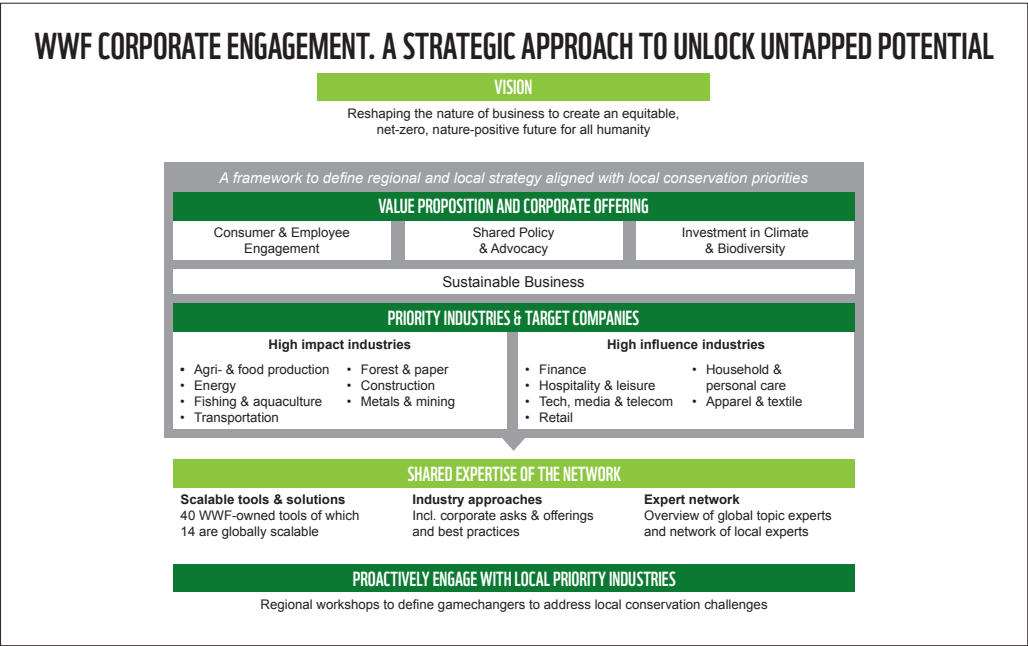 WWF CORPORATE ENGAGEMENT. A STRATEGIC APPROACH TO UNLOCK UNTAPPED POTENTIAL
VISION
Reshaping the nature of business to create an equitable,
net-zero, nature-positive future for all humanity
A framework to define regional and local strategy aligned with local conservation priorities
VALUE PROPOSITION AND CORPORATE OFFERING
Consumer & Employee
Engagement
Shared Policy
& Advocacy
Investment in Climate
& Biodiversity
Sustainable Business
PRIORITY INDUSTRIES & TARGET COMPANIES
High impact industries
• Agri- & food production
• Energy
• Fishing & aquaculture
• Transportation
• Forest & paper
• Construction
• Metals & mining
High influence industries
• Finance
• Hospitality & leisure
• Tech, media & telecom
• Retail
• Household &
personal care
• Apparel & textile
SHARED EXPERTISE OF THE NETWORK
Scalable tools & solutions
40 WWF-owned tools of which
14 are globally scalable
Industry approaches
Incl. corporate asks & offerings
and best practices
Expert network
Overview of global topic experts
and network of local experts
PROACTIVELY ENGAGE WITH LOCAL PRIORITY INDUSTRIES
Regional workshops to define gamechangers to address local conservation challenges